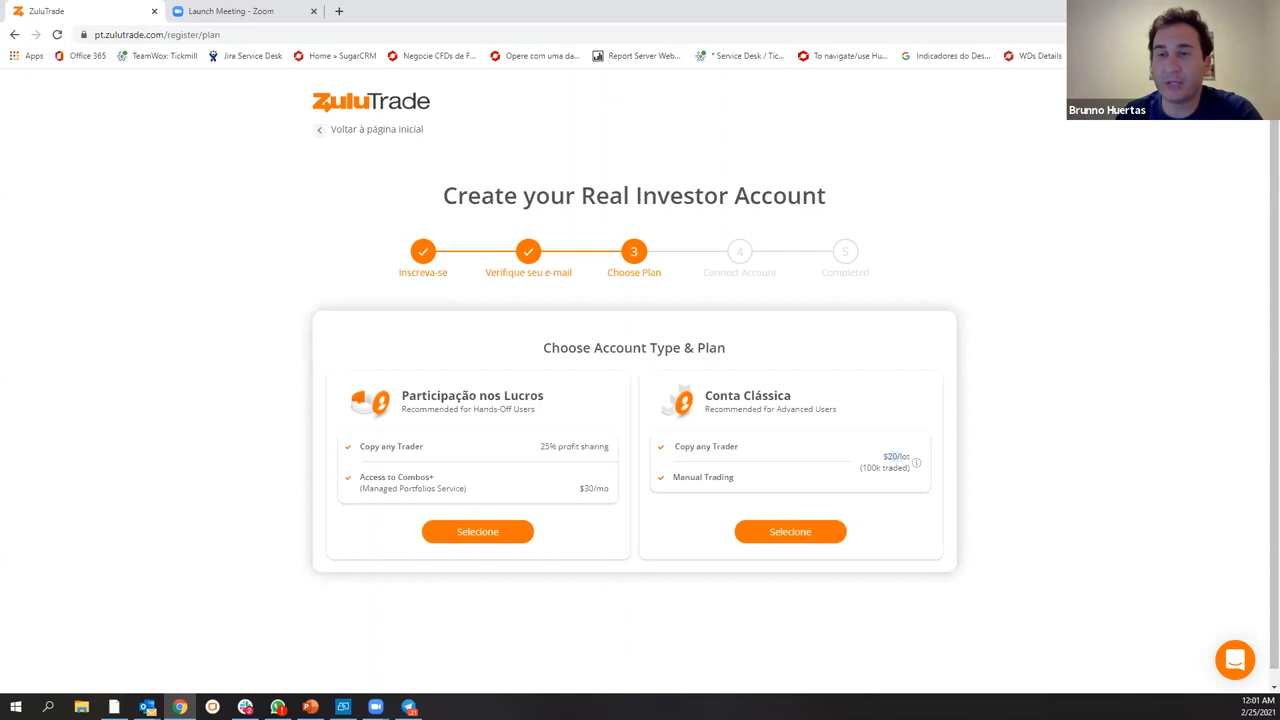 ZuluTrade
Launch Meeting - Zoom
pt.zulutrade.com/register/plan
Apps
Office 365
TeamWox: Tickmill
Jira Service Desk
Home » SugarCRM
Negocie CFDs de F...
Opere com uma da...
Report Server Web...
* Service Desk / Tic...
To navigate/use Hu...
Indicadores do Des...
WDs Details
Brunno Huertas
ZuluTrade
Voltar à página inicial
Create your Real Investor Account
3
4
5
Inscreva-se
Verifique seu e-mail
Choose Plan
Connect Account
Completed
Choose Account Type & Plan
Participação nos Lucros
Recommended for Hands-Off Users
Copy any Trader
25% profit sharing
Access to Combos+
(Managed Portfolios Service)
$30/mo
Selecione
Conta Clássica
Recommended for Advanced Users
Copy any Trader
$20/lot
(100k traded)
Manual Trading
Selecione
12:01 AM
2/25/2021